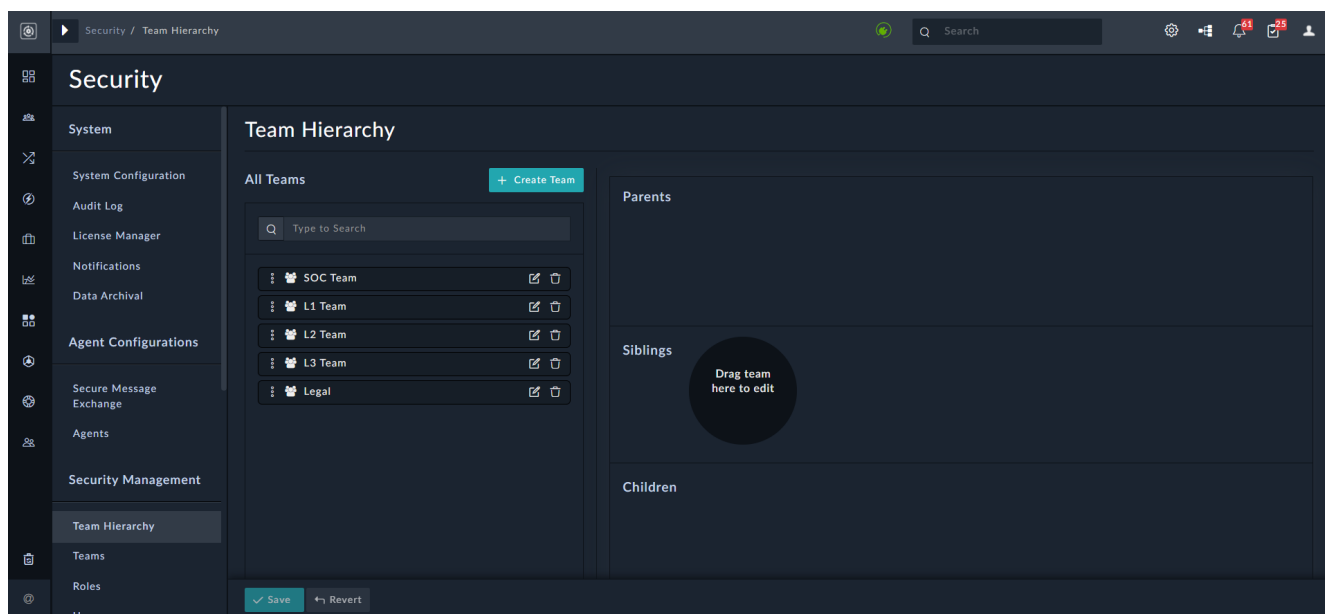 Security / Team Hierarchy
Search
61
25
Security
System
System Configuration
Audit Log
License Manager
Notifications
Data Archival
Agent Configurations
Secure Message
Exchange
Agents
Security Management
Team Hierarchy
Teams
Roles
Team Hierarchy
All Teams
+ Create Team
Type to Search
SOC Team
L1 Team
L2 Team
L3 Team
Legal
Parents
Siblings
Drag team
here to edit
Children
Save
Revert
@